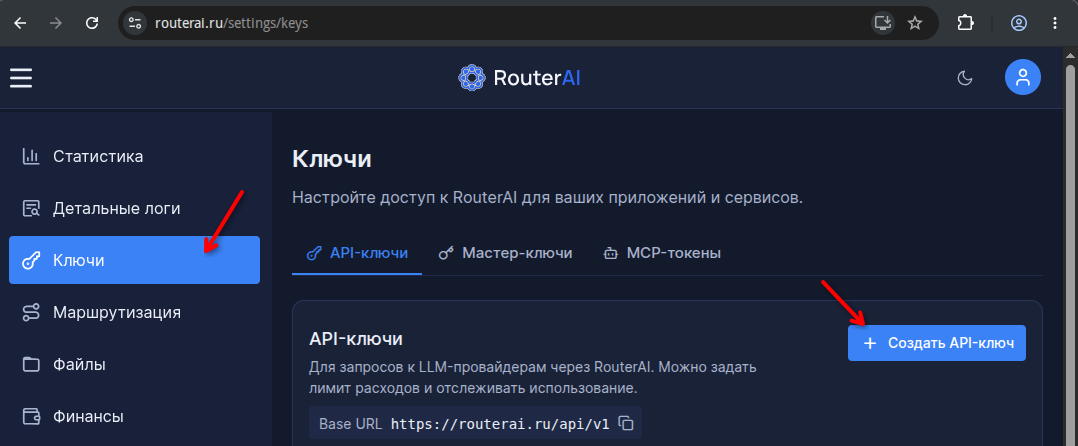 routerai.ru/settings/keys
RouterAI
Статистика
Детальные логи
Ключи
Маршрутизация
Файлы
Финансы
Ключи
Настройте доступ к RouterAI для ваших приложений и сервисов.
API-ключи
Мастер-ключи
MCP-токены
API-ключи
Для запросов к LLM-провайдерам через RouterAI. Можно задать
лимит расходов и отслеживать использование.
Создать API-ключ
Base URL https://routerai.ru/api/v1